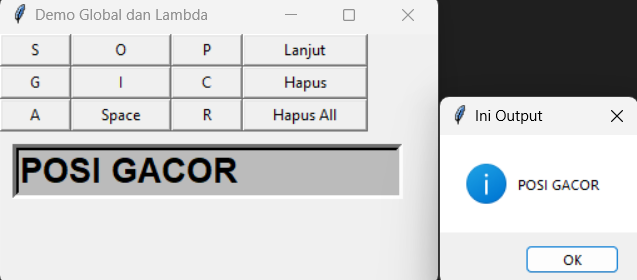 Demo Global dan Lambda
S O P Lanjut
G I C Hapus
A Space R Hapus All
POSI GACOR
Ini Output
POSI GACOR
OK